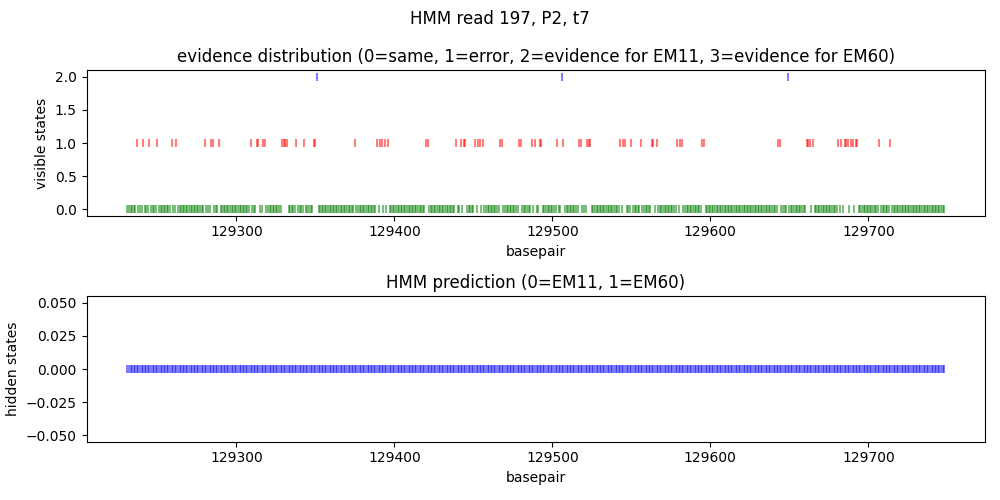 HMM read 197, P2, t7
evidence distribution (0=same, 1=error, 2=evidence for EM11, 3=evidence for EM60)
visible states
2.0
1.5
1.0
0.5
0.0
129300 129400 129500 129600 129700
basepair
HMM prediction (0=EM11, 1=EM60)
hidden states
0.050
0.025
0.000
−0.025
−0.050
129300 129400 129500 129600 129700
basepair